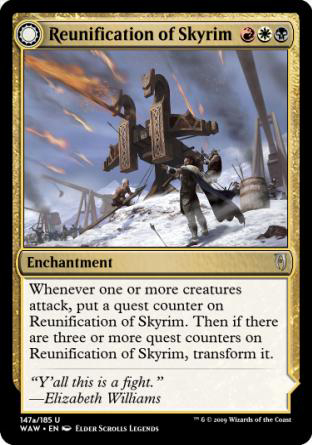 Reunification of Skyrim
Enchantment
Whenever one or more creatures
attack, put a quest counter on
Reunification of Skyrim. Then if there
are three or more quest counters on
Reunification of Skyrim, transform it.
“Y'all this is a fight.”
—Elizabeth Williams
147a/185 U
WAW • EN Elder Scrolls Legends
™ & © 2019 Wizards of the Coast